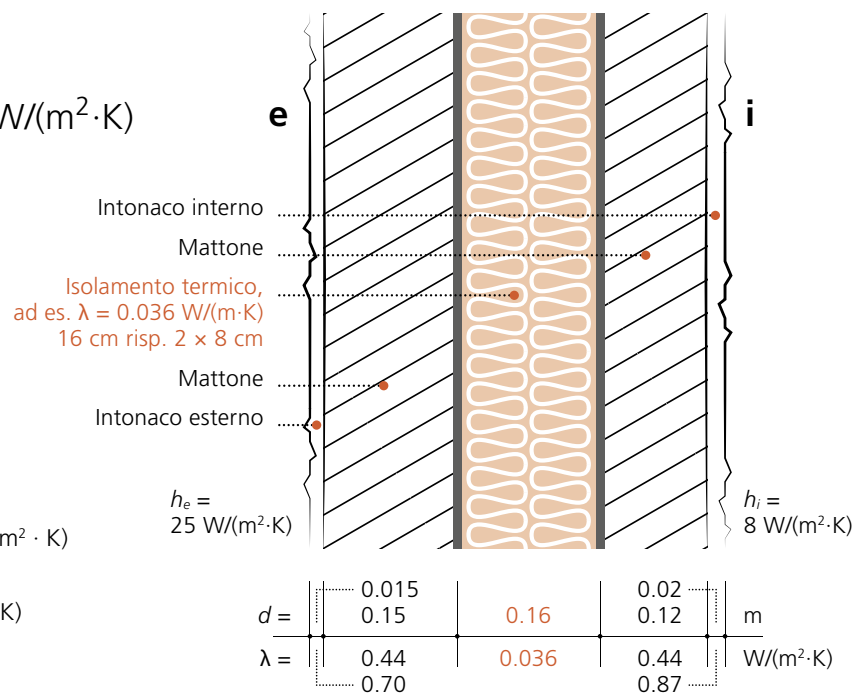 W/(m²·K)
e
i
Intonaco interno
Mattone
Isolamento termico,
ad es. λ = 0.036 W/(m·K)
16 cm risp. 2 × 8 cm
Mattone
Intonaco esterno
hₑ =
25 W/(m²·K)
hᵢ =
8 W/(m²·K)
m² · K)
K)
0.015 0.02
d = 0.15 0.16 0.12 m
λ = 0.44 0.036 0.44 W/(m²·K)
0.70 0.87